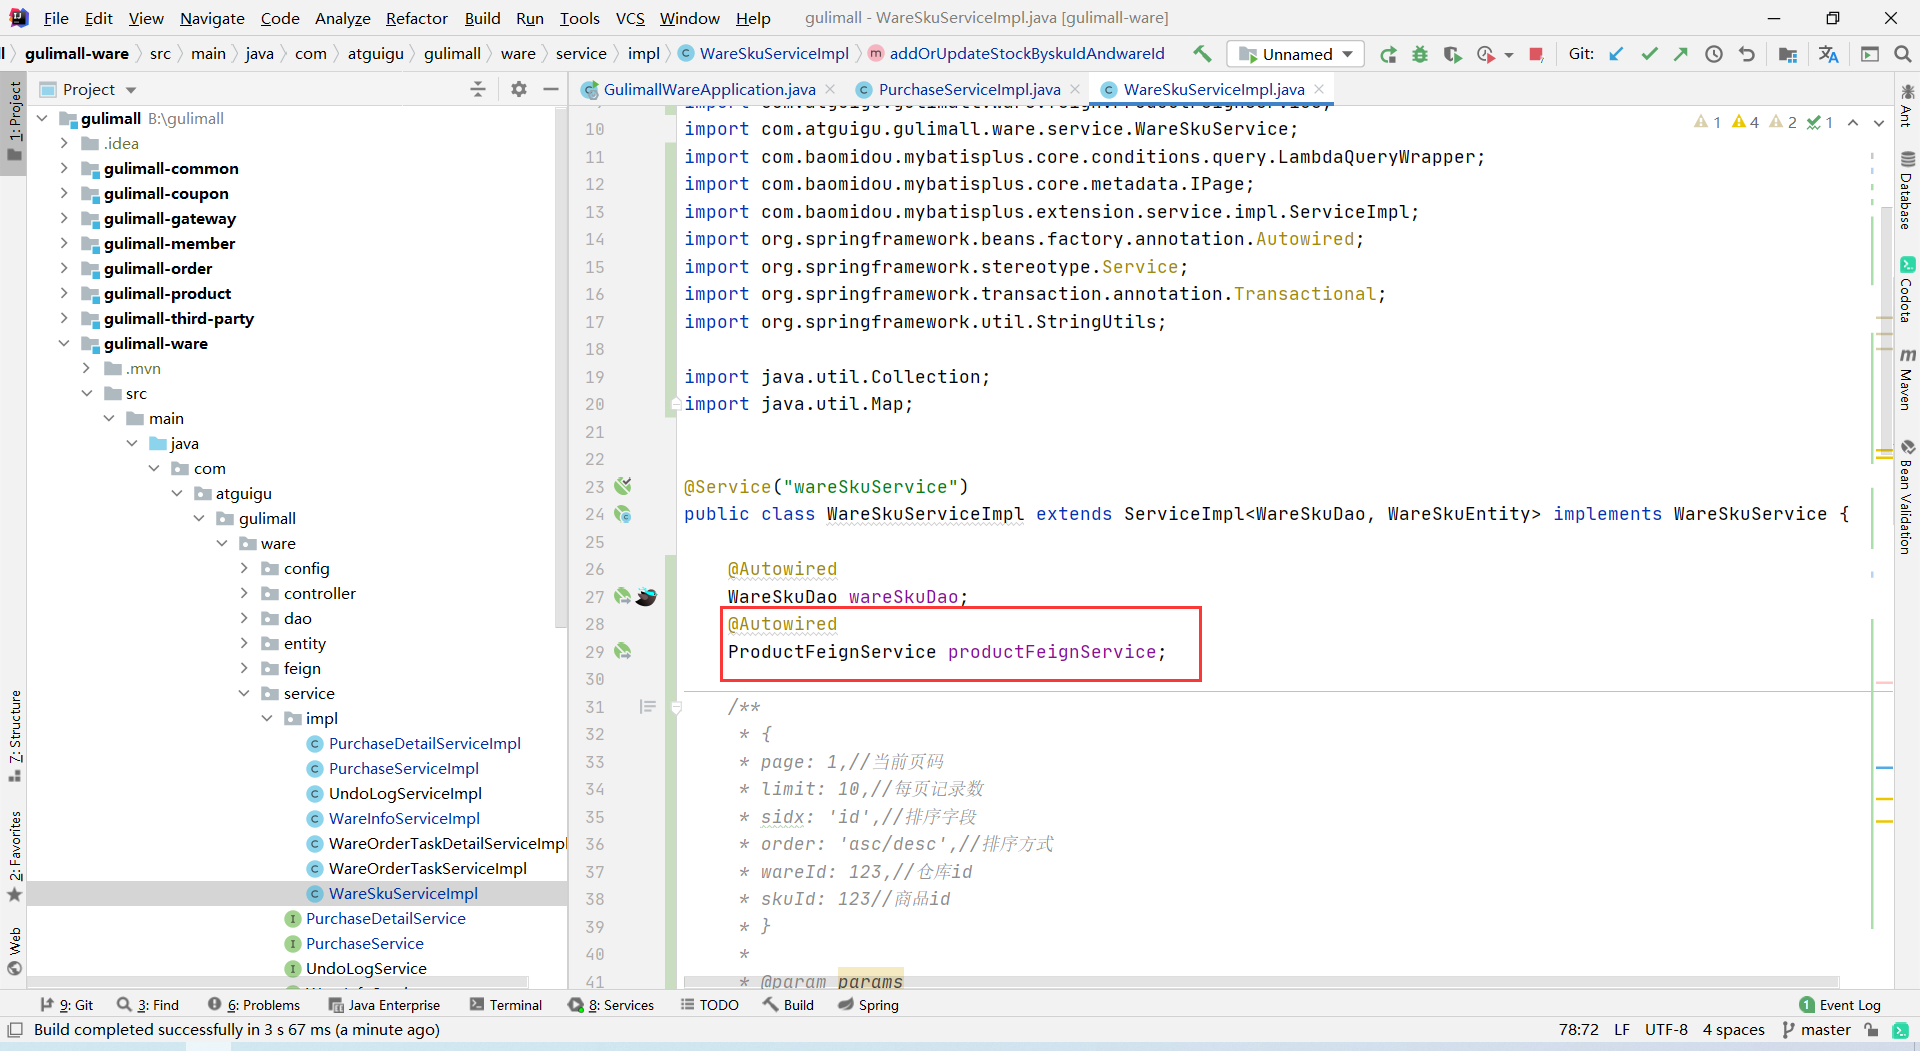 File Edit View Navigate Code Analyze Refactor Build Run Tools VCS Window Help gulimall - WareSkuServiceImpl.java [gulimall-ware]
gulimall-ware src main java com atguigu gulimall ware service impl WareSkuServiceImpl addOrUpdateStockByskuIdAndwareId Unnamed Git:
Project
GulimallWareApplication.java PurchaseServiceImpl.java WareSkuServiceImpl.java
1: Project
7: Structure
2: Favorites
Web
gulimall B:\gulimall
.idea
gulimall-common
gulimall-coupon
gulimall-gateway
gulimall-member
gulimall-order
gulimall-product
gulimall-third-party
gulimall-ware
.mvn
src
main
java
com
atguigu
gulimall
ware
config
controller
dao
entity
feign
service
impl
PurchaseDetailServiceImpl
PurchaseServiceImpl
UndoLogServiceImpl
WareInfoServiceImpl
WareOrderTaskDetailServiceImpl
WareOrderTaskServiceImpl
WareSkuServiceImpl
PurchaseDetailService
PurchaseService
UndoLogService
1 4 2 1
import com.atguigu.gulimall.ware.feign.ProductFeignService;
10 import com.atguigu.gulimall.ware.service.WareSkuService;
11 import com.baomidou.mybatisplus.core.conditions.query.LambdaQueryWrapper;
12 import com.baomidou.mybatisplus.core.metadata.IPage;
13 import com.baomidou.mybatisplus.extension.service.impl.ServiceImpl;
14 import org.springframework.beans.factory.annotation.Autowired;
15 import org.springframework.stereotype.Service;
16 import org.springframework.transaction.annotation.Transactional;
17 import org.springframework.util.StringUtils;
18
19 import java.util.Collection;
20 import java.util.Map;
21
22
23 @Service("wareSkuService")
24 public class WareSkuServiceImpl extends ServiceImpl<WareSkuDao, WareSkuEntity> implements WareSkuService {
25
26 @Autowired
27 WareSkuDao wareSkuDao;
28 @Autowired
29 ProductFeignService productFeignService;
30
31 /**
32 * {
33 * page: 1,//当前页码
34 * limit: 10,//每页记录数
35 * sidx: 'id',//排序字段
36 * order: 'asc/desc',//排序方式
37 * wareId: 123,//仓库id
38 * skuId: 123//商品id
39 * }
40 *
41 * @param params
Ant
Database
Codota
Maven
Bean Validation
9: Git 3: Find 6: Problems Java Enterprise Terminal 8: Services TODO Build Spring 1 Event Log
Build completed successfully in 3 s 67 ms (a minute ago) 78:72 LF UTF-8 4 spaces master